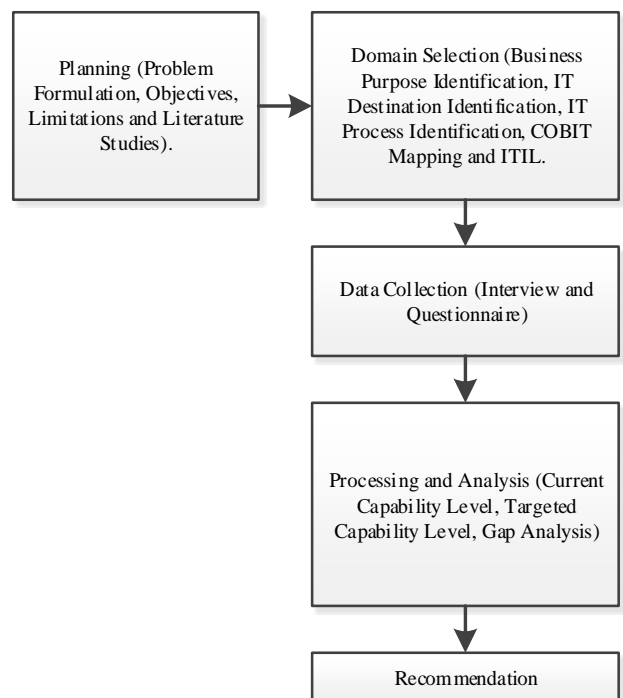 Planning (Problem
Formulation, Objectives,
Limitations and Literature
Studies).
Domain Selection (Business
Purpose Identification, IT
Destination Identification, IT
Process Identification, COBIT
Mapping and ITIL.
Data Collection (Interview and
Questionnaire)
Processing and Analysis (Current
Capability Level, Targeted
Capability Level, Gap Analysis)
Recommendation